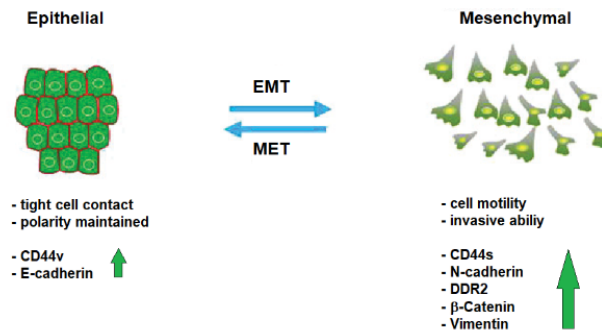 Epithelial
Mesenchymal
EMT
MET
- tight cell contact
- polarity maintained
- CD44v
- E-cadherin
- cell motility
- invasive abiliy
- CD44s
- N-cadherin
- DDR2
- β-Catenin
- Vimentin